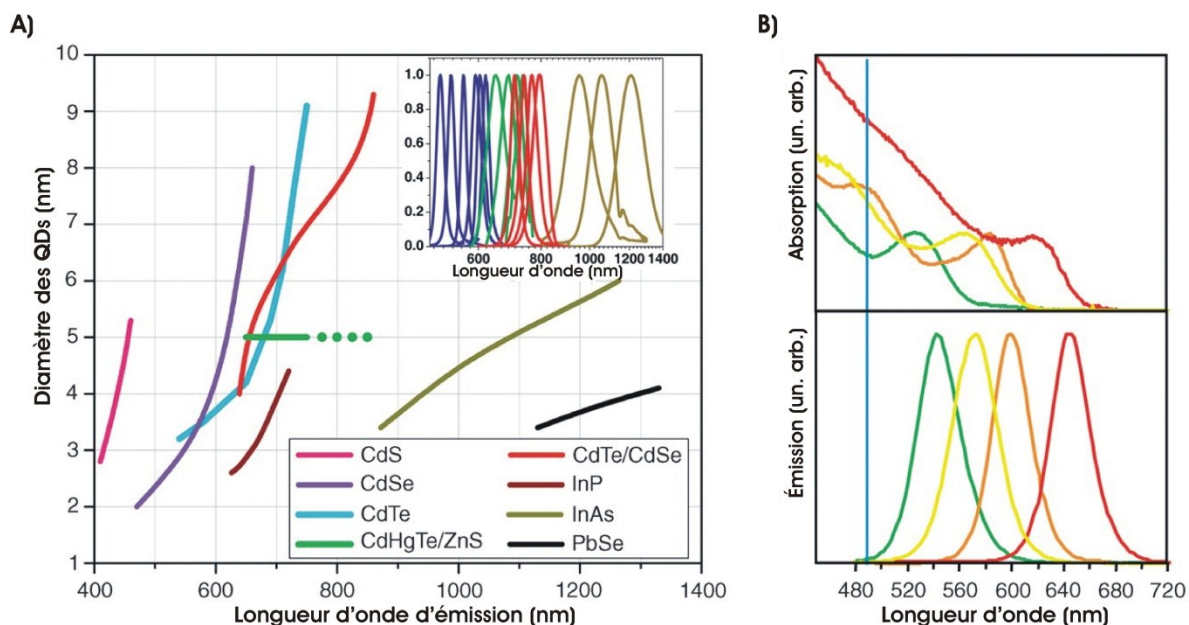 A)
Diamètre des QDs (nm)
10
9
8
7
6
5
4
3
2
1
400
600
800
1000
1200
1400
Longueur d'onde d'émission (nm)
1.0
0.8
0.6
0.4
0.2
0.0
600
800
1000
1200
1400
Longueur d'onde (nm)
CdS
CdSe
CdTe
CdHgTe/ZnS
CdTe/CdSe
InP
InAs
PbSe
B)
Absorption (un. arb.)
Émission (un. arb.)
480
520
560
600
640
680
720
Longueur d'onde (nm)